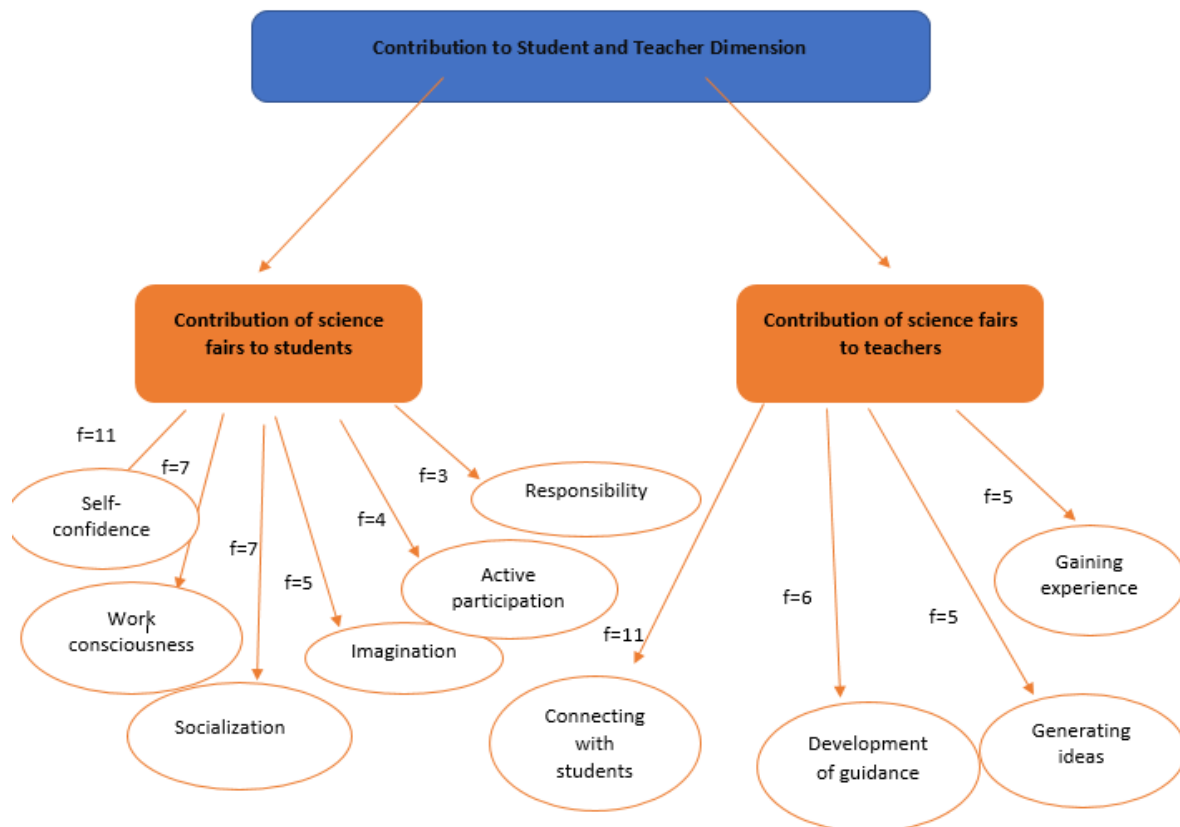 Contribution to Student and Teacher Dimension
Contribution of science
fairs to students
Contribution of science fairs
to teachers
f=11
f=7
f=7
f=5
f=4
f=3
Self-
confidence
Work
consciousness
Socialization
Imagination
Active
participation
Responsibility
f=11
f=6
f=5
f=5
Connecting
with
students
Development
of guidance
Generating
ideas
Gaining
experience